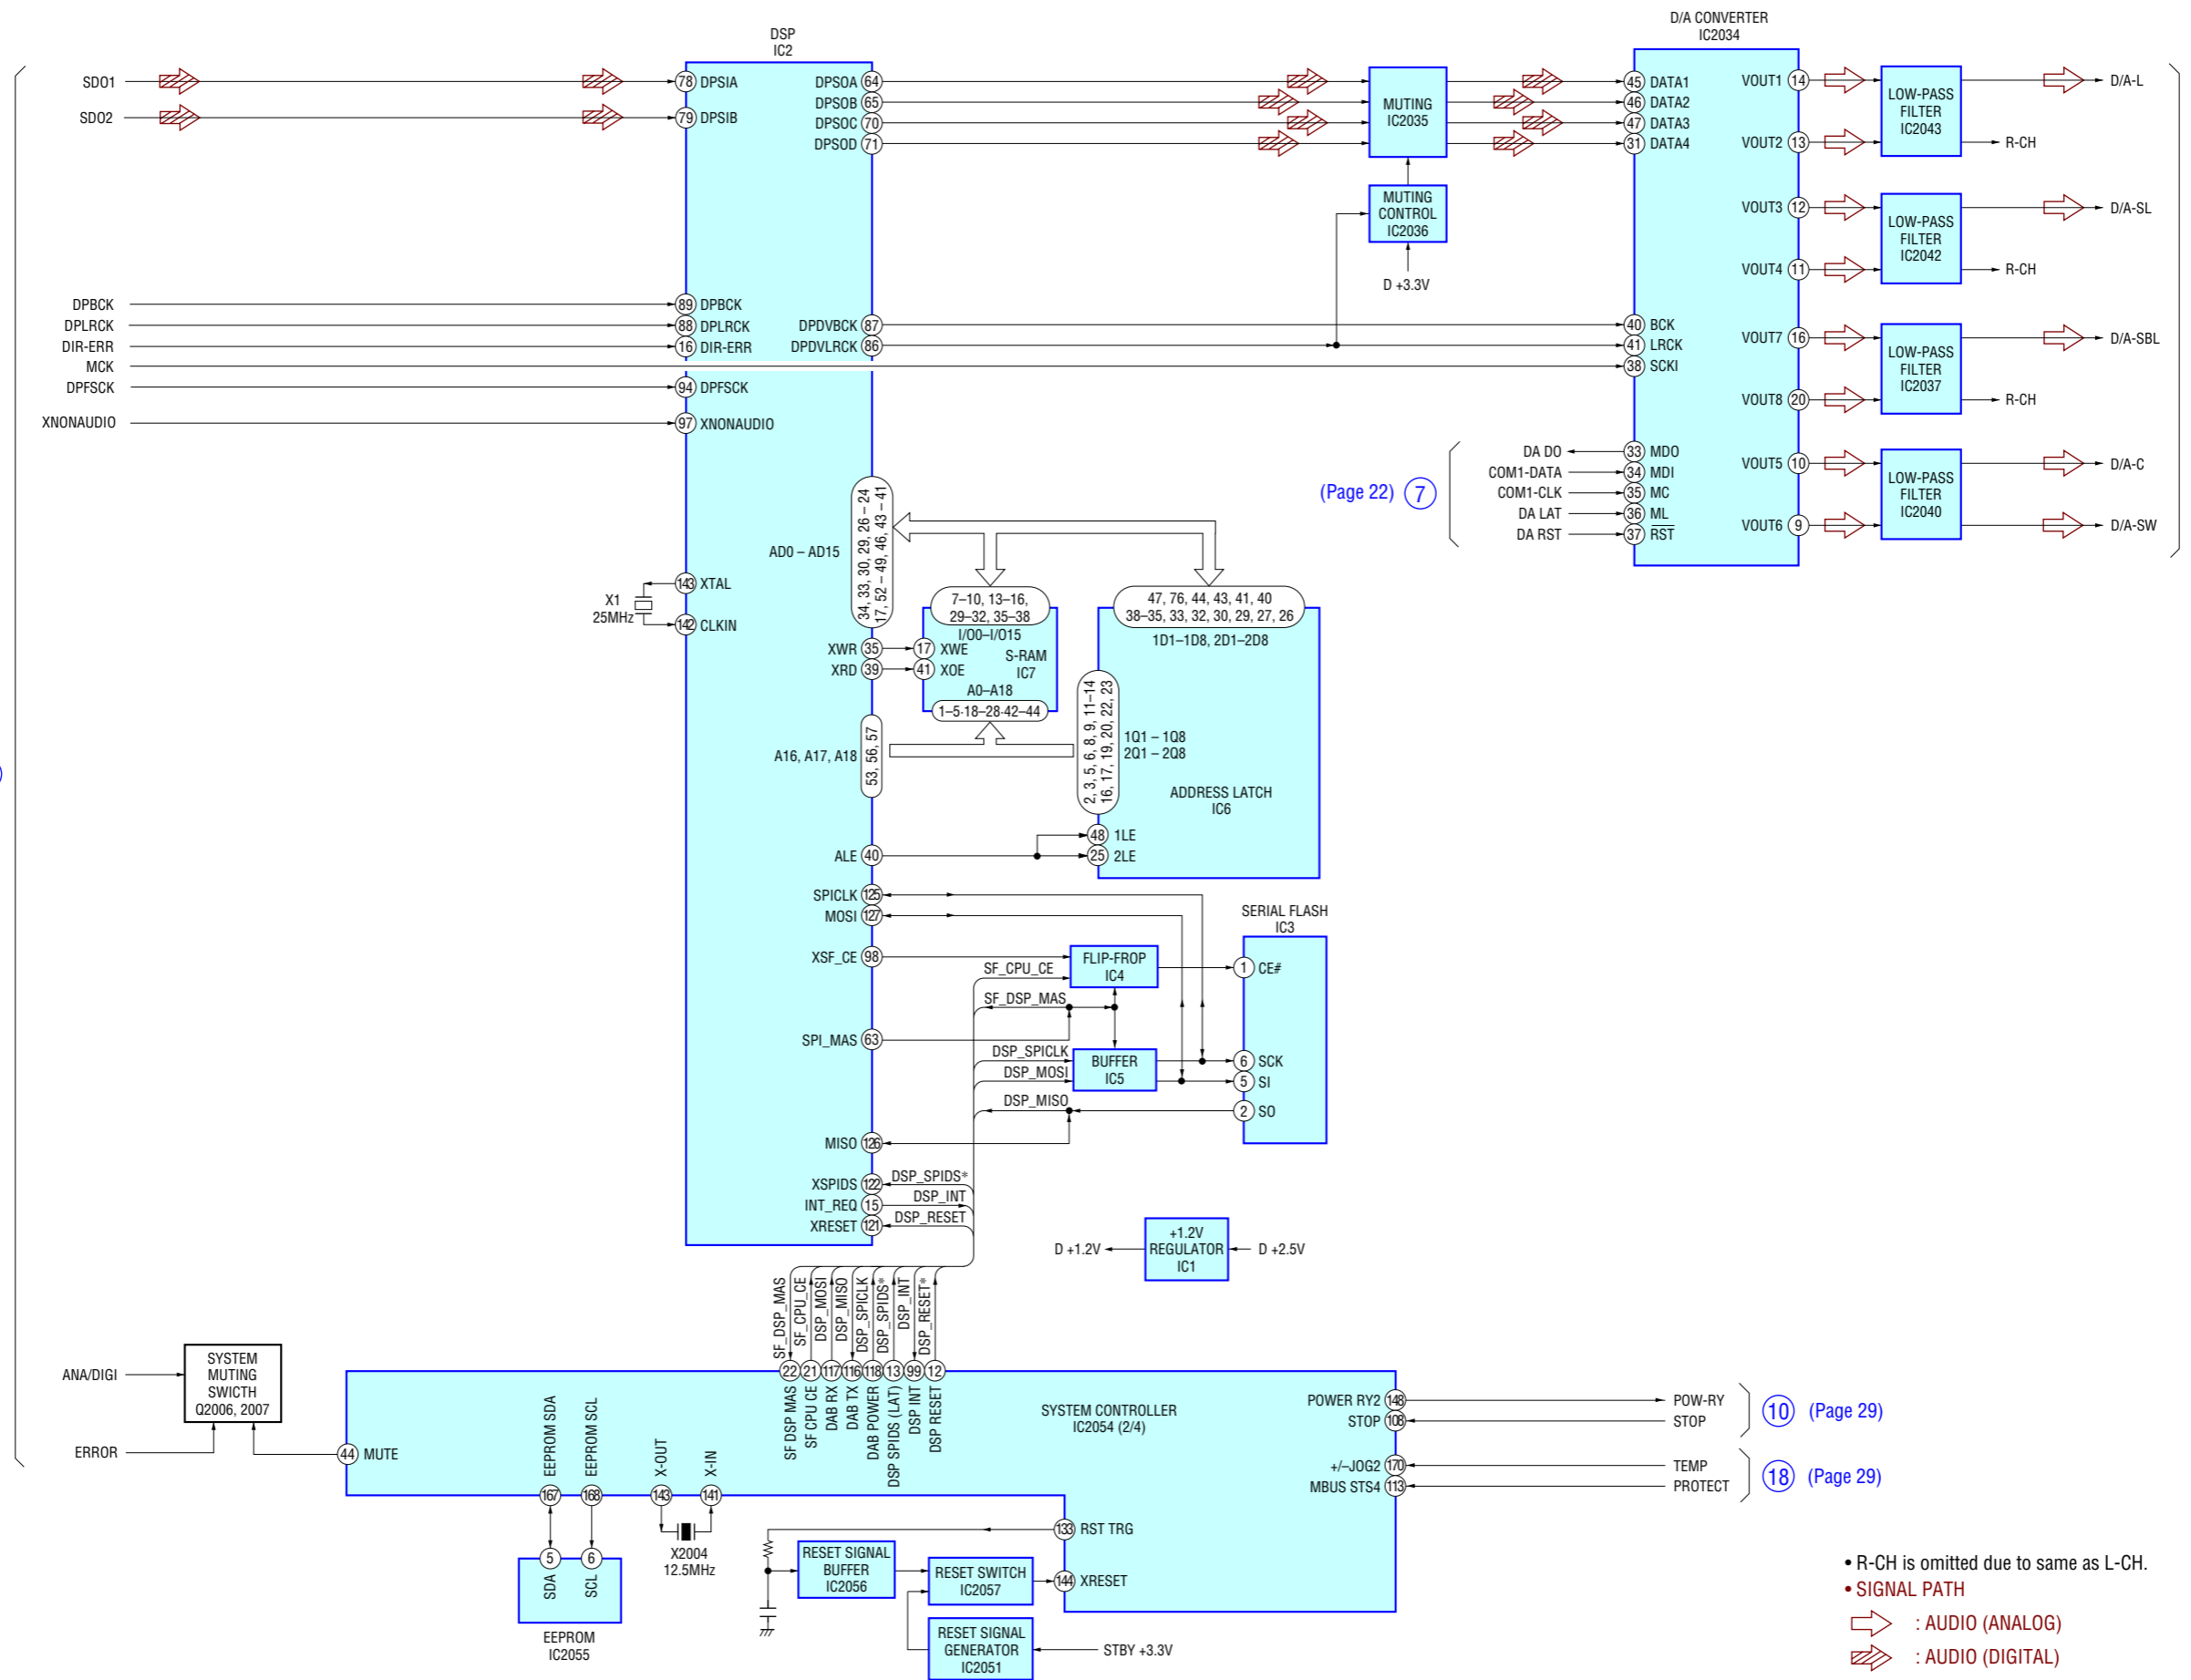 SDO1
SDO2
DPBCK
DPLRCK
DIR-ERR
MCK
DPFSCK
XNONAUDIO
DSP
IC2
78 DPSIA
79 DPSIB
89 DPBCK
88 DPLRCK
16 DIR-ERR
94 DPFSCK
97 XNONAUDIO
143 XTAL
142 CLKIN
X1
25MHz
DPSOA 64
DPSOB 65
DPSOC 70
DPSOD 71
DPDVBCK 87
DPDVLRCK 86
AD0 – AD15
34, 33, 30, 29, 26 – 24
17, 52 – 49, 46, 43 – 41
XWR 35
XRD 39
A16, A17, A18
53, 56, 57
ALE 40
SPICLK 125
MOSI 127
XSF_CE 98
SPI_MAS 63
MISO 126
XSPIDS 122
INT_REQ 15
XRESET 121
MUTING
IC2035
MUTING
CONTROL
IC2036
D +3.3V
D/A CONVERTER
IC2034
45 DATA1
46 DATA2
47 DATA3
31 DATA4
40 BCK
41 LRCK
38 SCKI
33 MDO
34 MDI
35 MC
36 ML
37 RST
DA DO
COM1-DATA
COM1-CLK
DA LAT
DA RST
(Page 22) 7
VOUT1 14
VOUT2 13
VOUT3 12
VOUT4 11
VOUT7 16
VOUT8 20
VOUT5 10
VOUT6 9
LOW-PASS
FILTER
IC2043
LOW-PASS
FILTER
IC2042
LOW-PASS
FILTER
IC2037
LOW-PASS
FILTER
IC2040
D/A-L
R-CH
D/A-SL
R-CH
D/A-SBL
R-CH
D/A-C
D/A-SW
7–10, 13–16,
29–32, 35–38
I/O0–I/O15
17 XWE
41 XOE
S-RAM
IC7
A0–A18
1–5·18–28·42–44
47, 76, 44, 43, 41, 40
38–35, 33, 32, 30, 29, 27, 26
1D1–1D8, 2D1–2D8
2, 3, 5, 6, 8, 9, 11–14
16, 17, 19, 20, 22, 23
1Q1 – 1Q8
2Q1 – 2Q8
ADDRESS LATCH
IC6
48 1LE
25 2LE
SERIAL FLASH
IC3
1 CE#
6 SCK
5 SI
2 SO
FLIP-FROP
IC4
BUFFER
IC5
SF_CPU_CE
SF_DSP_MAS
DSP_SPICLK
DSP_MOSI
DSP_MISO
DSP_SPIDS*
DSP_INT
DSP_RESET
+1.2V
REGULATOR
IC1
D +1.2V
D +2.5V
SF_DSP_MAS
SF_CPU_CE
DSP_MOSI
DSP_MISO
DSP_SPICLK
DSP_SPIDS*
DSP_INT
DSP_RESET*
22 SF DSP MAS
21 SF CPU CE
117 DAB RX
116 DAB TX
118 DAB POWER
13 DSP SPIDS (LAT)
99 DSP INT
12 DSP RESET
ANA/DIGI
ERROR
SYSTEM
MUTING
SWICTH
Q2006, 2007
44 MUTE
SYSTEM CONTROLLER
IC2054 (2/4)
EEPROM SDA 167
EEPROM SCL 168
X-OUT 143
X-IN 141
X2004
12.5MHz
5 SDA
6 SCL
EEPROM
IC2055
133 RST TRG
144 XRESET
RESET SIGNAL
BUFFER
IC2056
RESET SWITCH
IC2057
RESET SIGNAL
GENERATOR
IC2051
STBY +3.3V
POWER RY2 148
STOP 108
+/–JOG2 170
MBUS STS4 113
POW-RY
STOP
10 (Page 29)
TEMP
PROTECT
18 (Page 29)
• R-CH is omitted due to same as L-CH.
• SIGNAL PATH
: AUDIO (ANALOG)
: AUDIO (DIGITAL)